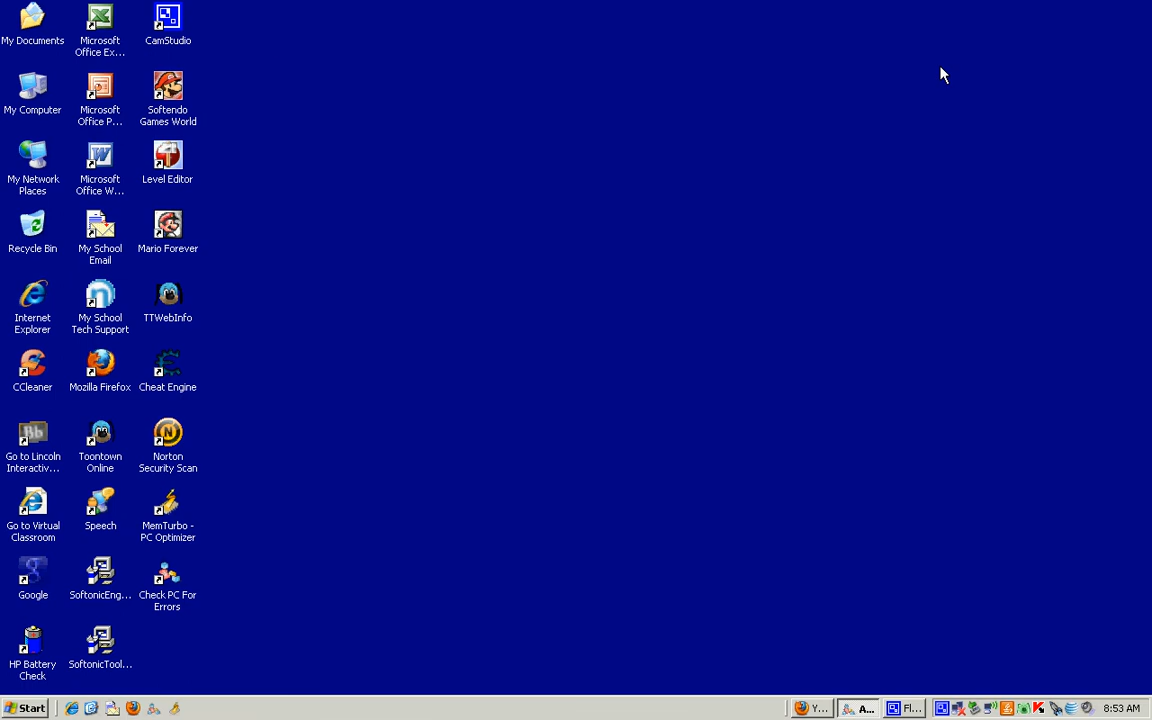 My Documents
Microsoft
Office Ex...
CamStudio
My Computer
Microsoft
Office P...
Softendo
Games World
My Network
Places
Microsoft
Office W...
Level Editor
Recycle Bin
My School
Email
Mario Forever
Internet
Explorer
My School
Tech Support
TTWebInfo
CCleaner
Mozilla Firefox
Cheat Engine
Bb
Go to Lincoln
Interactiv...
Toontown
Online
N
Norton
Security Scan
Go to Virtual
Classroom
Speech
MemTurbo -
PC Optimizer
Google
SoftonicEng...
Check PC For
Errors
HP Battery
Check
SoftonicTool...
Start
Y...
A...
Fl...
8:53 AM